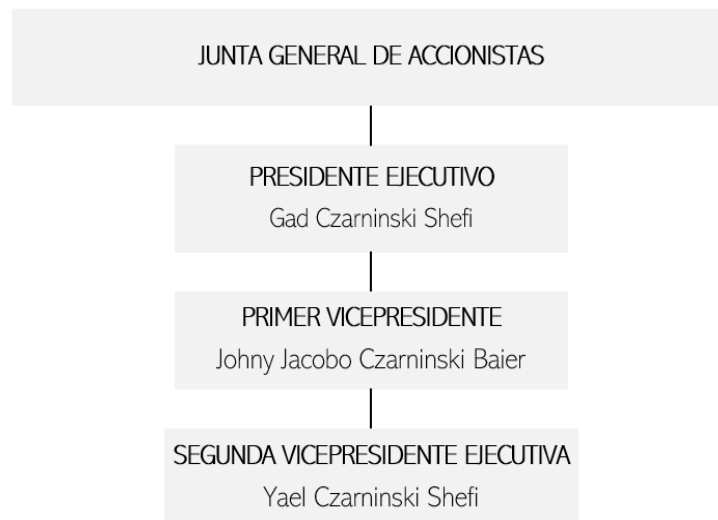 JUNTA GENERAL DE ACCIONISTAS
PRESIDENTE EJECUTIVO
Gad Czarninski Shefi
PRIMER VICEPRESIDENTE
Johny Jacobo Czarninski Baier
SEGUNDA VICEPRESIDENTE EJECUTIVA
Yael Czarninski Shefi